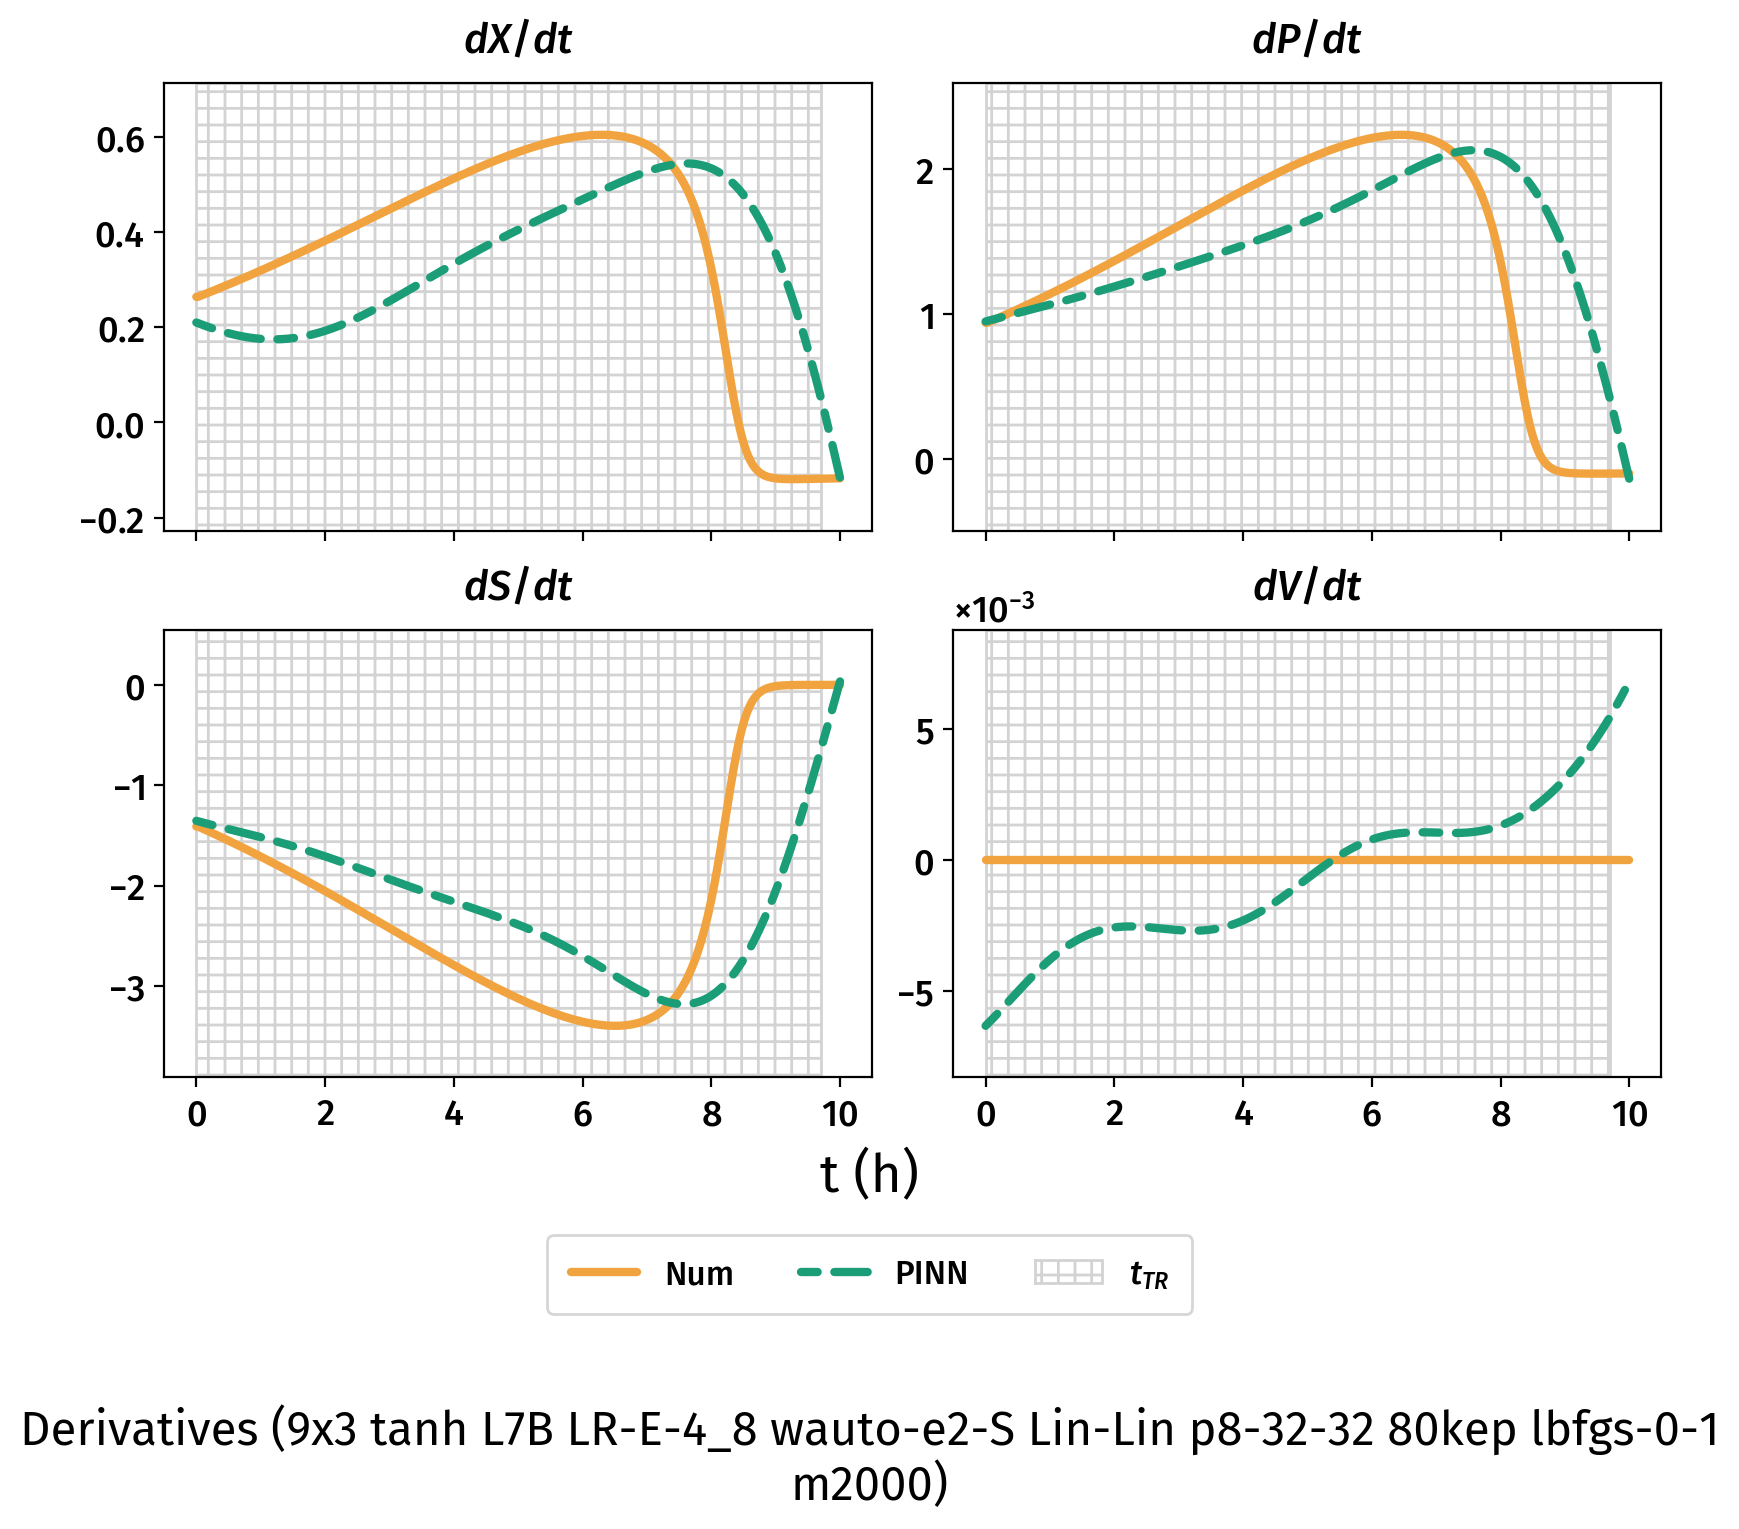 dX/dt
dP/dt
0.6
0.4
0.2
0.0
−0.2
2
1
0
dS/dt
dV/dt
×10⁻³
0
−1
−2
−3
5
0
−5
0 2 4 6 8 10
0 2 4 6 8 10
t (h)
Num PINN t_TR
Derivatives (9x3 tanh L7B LR-E-4_8 wauto-e2-S Lin-Lin p8-32-32 80kep lbfgs-0-1
m2000)